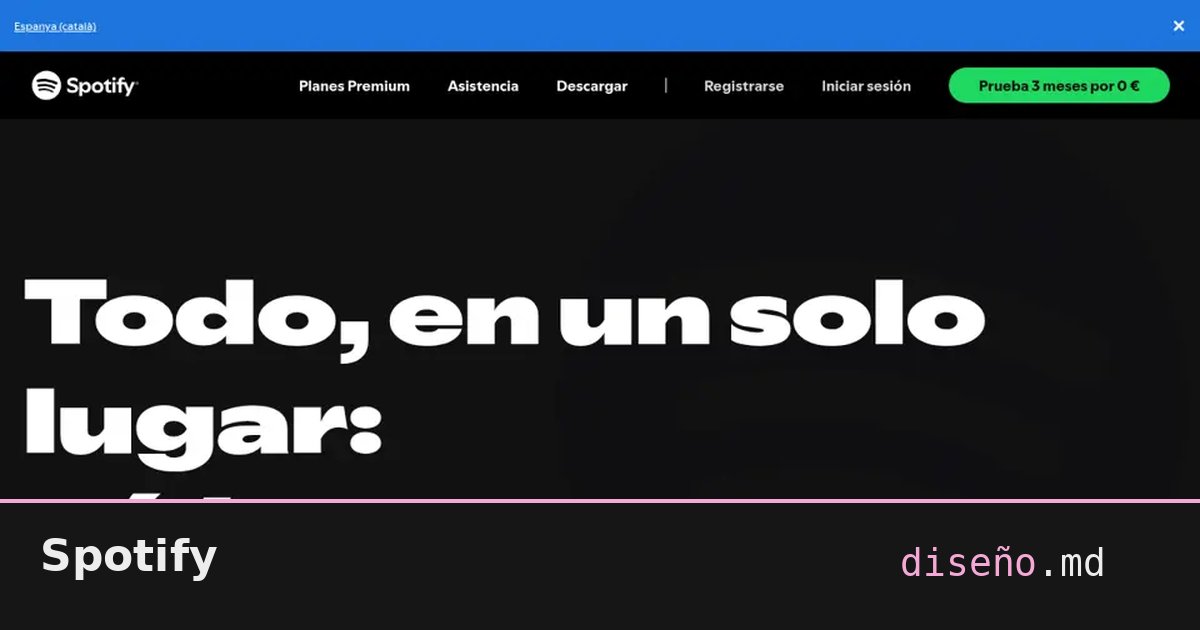 Espanya (català)
Spotify Planes Premium Asistencia Descargar | Registrarse Iniciar sesión Prueba 3 meses por 0 €
Todo, en un solo
lugar:
Spotify
diseño.md